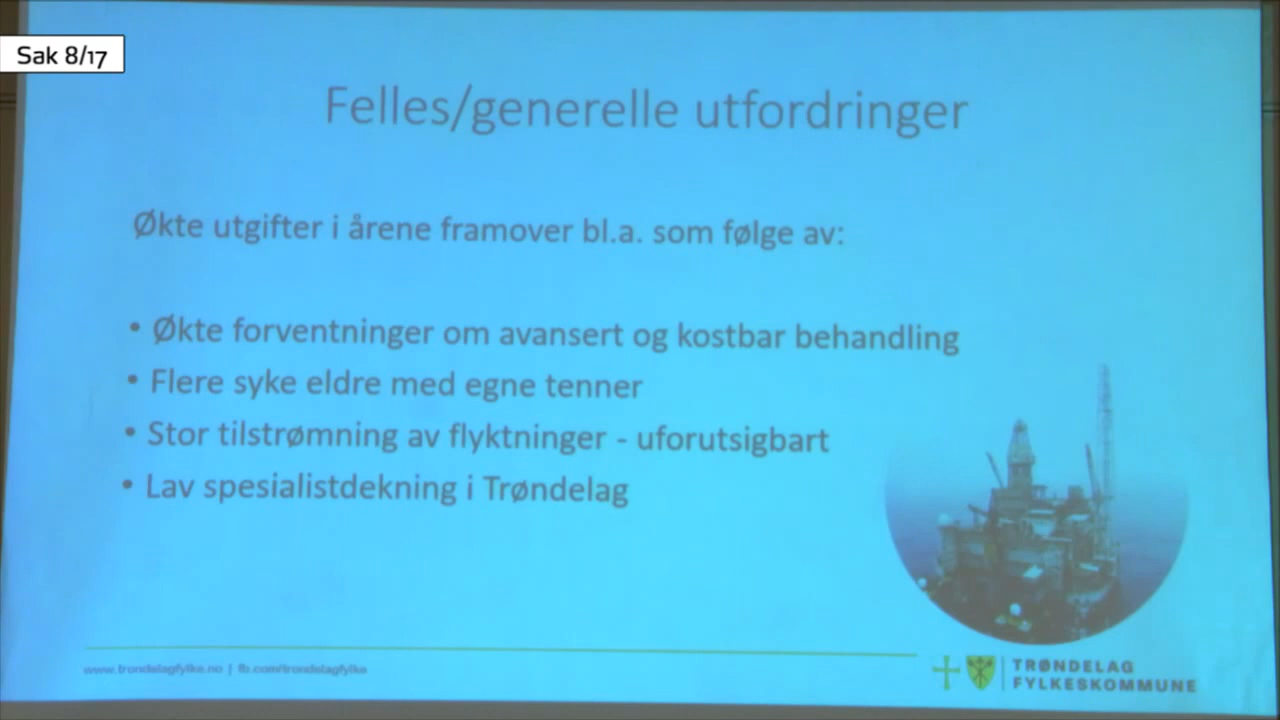 Sak 8/17
Felles/generelle utfordringer
Økte utgifter i årene framover bl.a. som følge av:
• Økte forventninger om avansert og kostbar behandling
• Flere syke eldre med egne tenner
• Stor tilstrømning av flyktninger - uforutsigbart
• Lav spesialistdekning i Trøndelag
www.trondelagfylke.no | fb.com/trondelagfylke
TRØNDELAG
FYLKESKOMMUNE